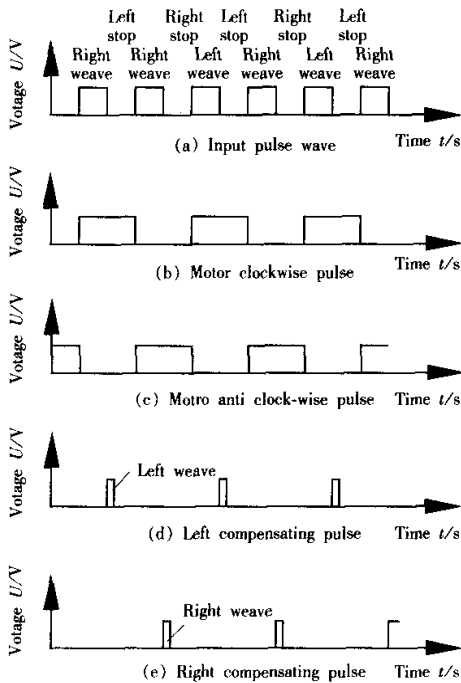 Left Right Left Right Left
stop stop stop stop stop
Right Right Left Right Left Right
weave weave weave weave weave weave
Votage U/V
(a) Input pulse wave Time t/s
Votage U/V
(b) Motor clockwise pulse Time t/s
Votage U/V
(c) Motro anti clock-wise pulse Time t/s
Votage U/V
Left weave
(d) Left compensating pulse Time t/s
Votage U/V
Right weave
(e) Right compensating pulse Time t/s